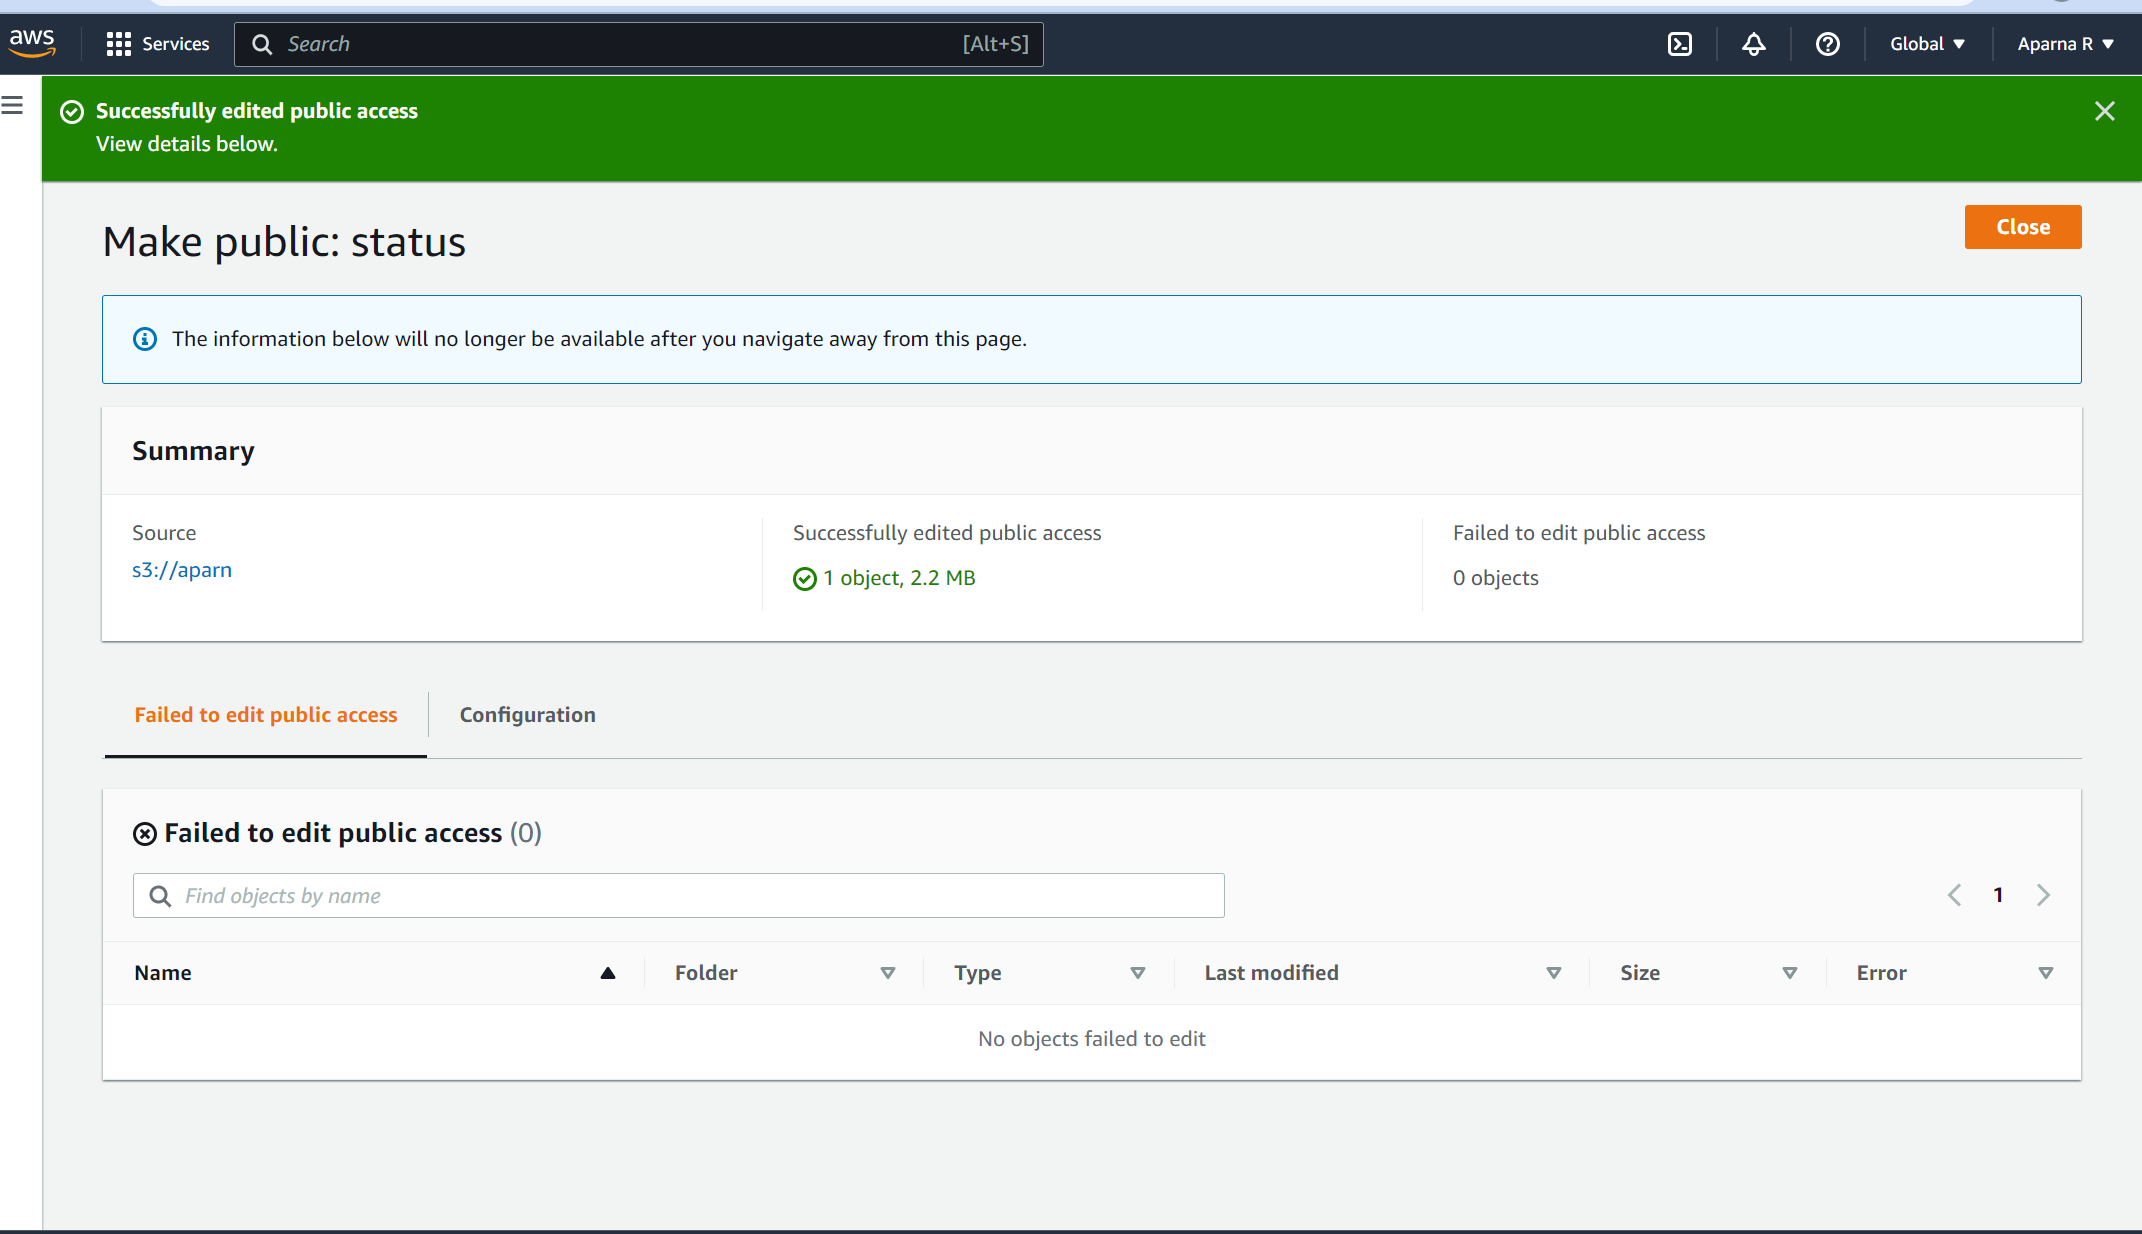 aws
Services
Search
[Alt+S]
Global
Aparna R
Successfully edited public access
View details below.
Make public: status
Close
The information below will no longer be available after you navigate away from this page.
Summary
Source
s3://aparn
Successfully edited public access
1 object, 2.2 MB
Failed to edit public access
0 objects
Failed to edit public access
Configuration
Failed to edit public access (0)
Find objects by name
1
Name
Folder
Type
Last modified
Size
Error
No objects failed to edit